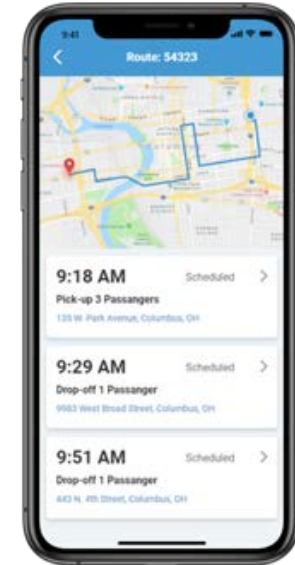 9:41
Route: 54323
9:18 AM
Scheduled
Pick-up 3 Passangers
135 W. Park Avenue, Columbus, OH
9:29 AM
Scheduled
Drop-off 1 Passanger
9983 West Broad Street, Columbus, OH
9:51 AM
Scheduled
Drop-off 1 Passanger
443 N. 4th Street, Columbus, OH